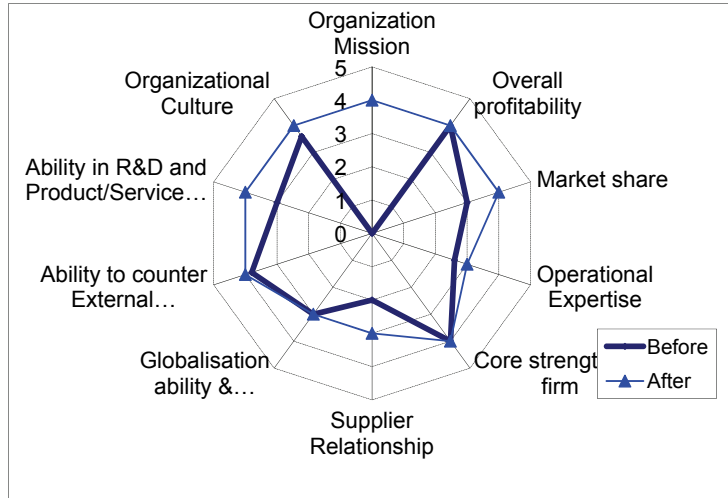 Organization
Mission
Overall
profitability
Market share
Operational
Expertise
Core strengt
firm
Supplier
Relationship
Globalisation
ability &...
Ability to counter
External...
Ability in R&D and
Product/Service...
Organizational
Culture
5
4
3
2
1
0
Before
After